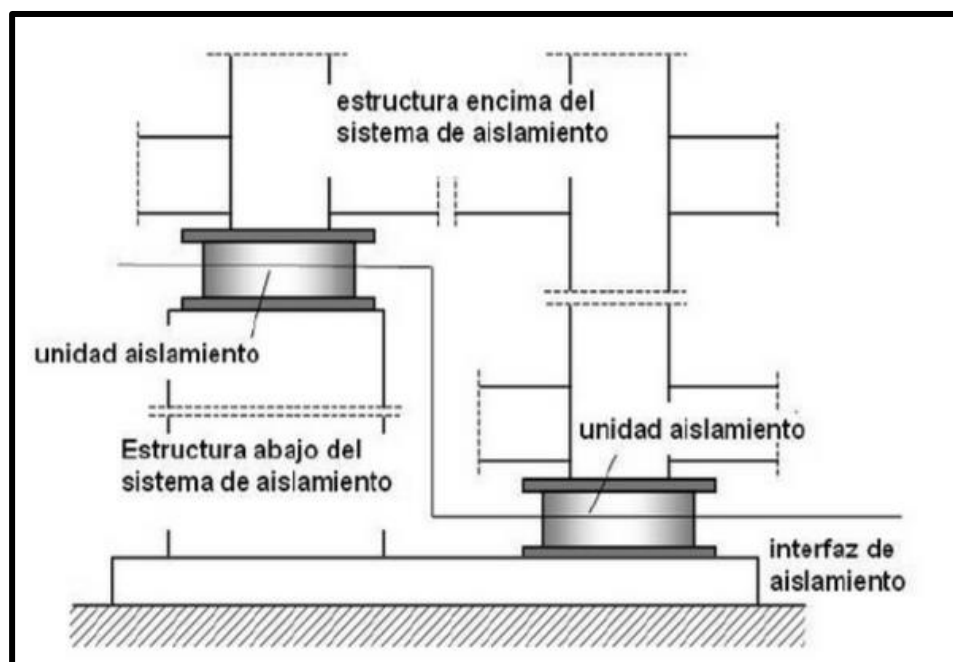 estructura encima del
sistema de aislamiento
unidad aislamiento
Estructura abajo del
sistema de aislamiento
unidad aislamiento
interfaz de
aislamiento